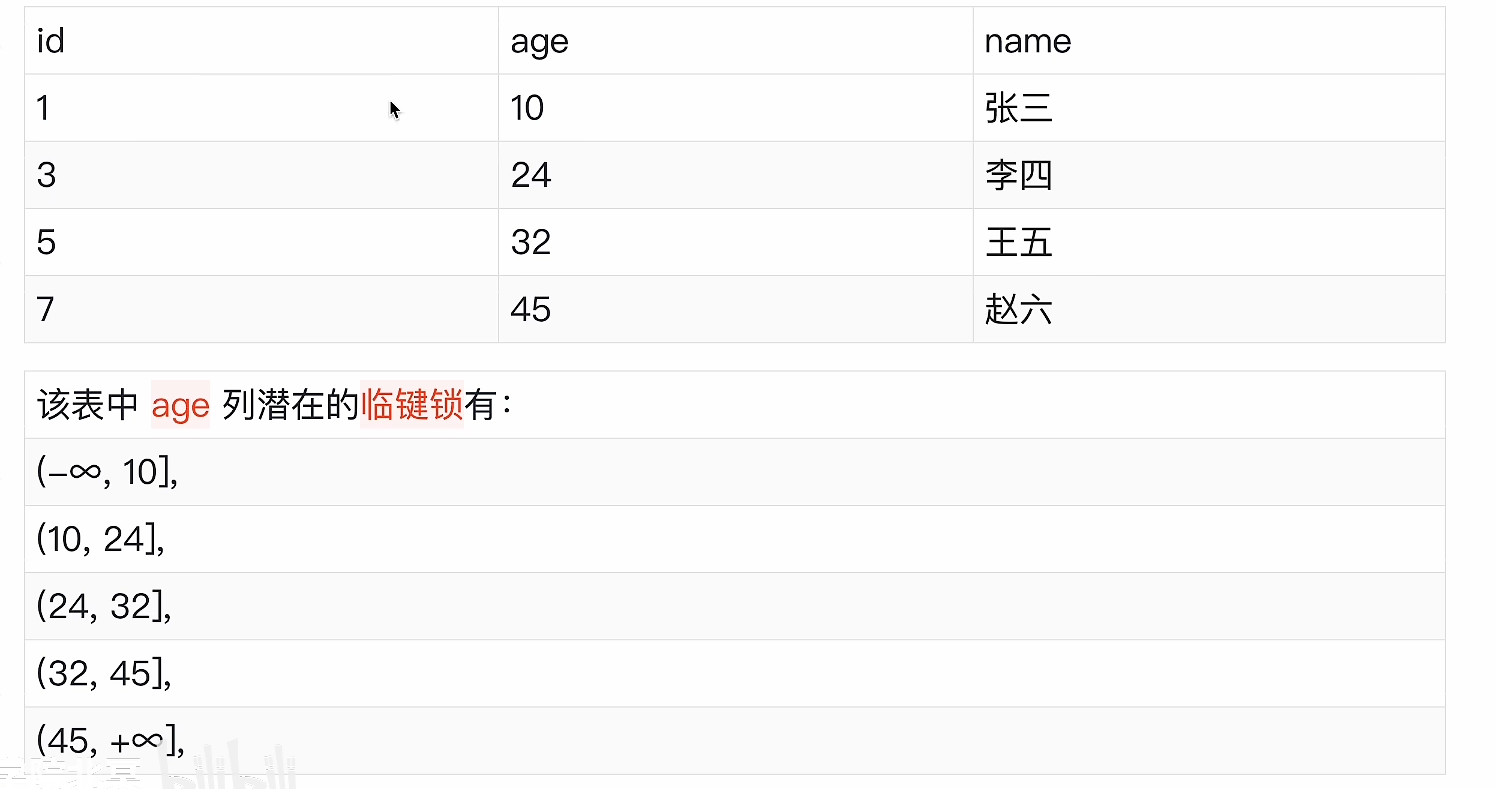 id age name
1 10 张三
3 24 李四
5 32 王五
7 45 赵六
该表中 age 列潜在的临键锁有：
(–∞, 10],
(10, 24],
(24, 32],
(32, 45],
(45, +∞],
bilibili